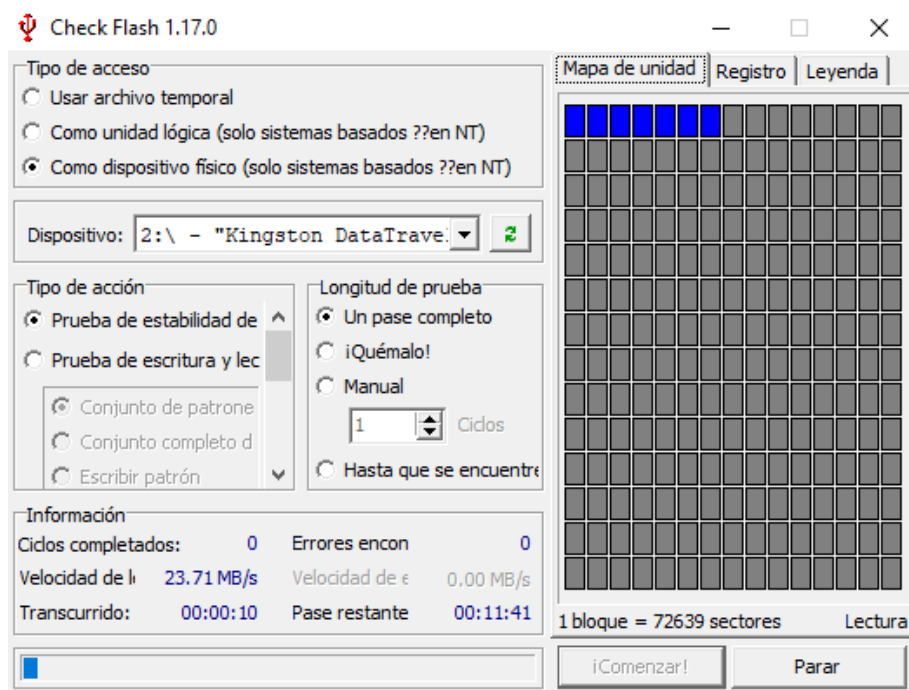 Check Flash 1.17.0
Tipo de acceso
Usar archivo temporal
Como unidad lógica (solo sistemas basados ??en NT)
Como dispositivo físico (solo sistemas basados ??en NT)
Dispositivo: 2:\ - "Kingston DataTrave
Tipo de acción
Prueba de estabilidad de
Prueba de escritura y lec
Conjunto de patrone
Conjunto completo d
Escribir patrón
Longitud de prueba
Un pase completo
¡Quémalo!
Manual
1 Ciclos
Hasta que se encuentre
Información
Ciclos completados: 0 Errores encon 0
Velocidad de l 23.71 MB/s Velocidad de e 0.00 MB/s
Transcurrido: 00:00:10 Pase restante 00:11:41
Mapa de unidad Registro Leyenda
1 bloque = 72639 sectores Lectura
¡Comenzar! Parar